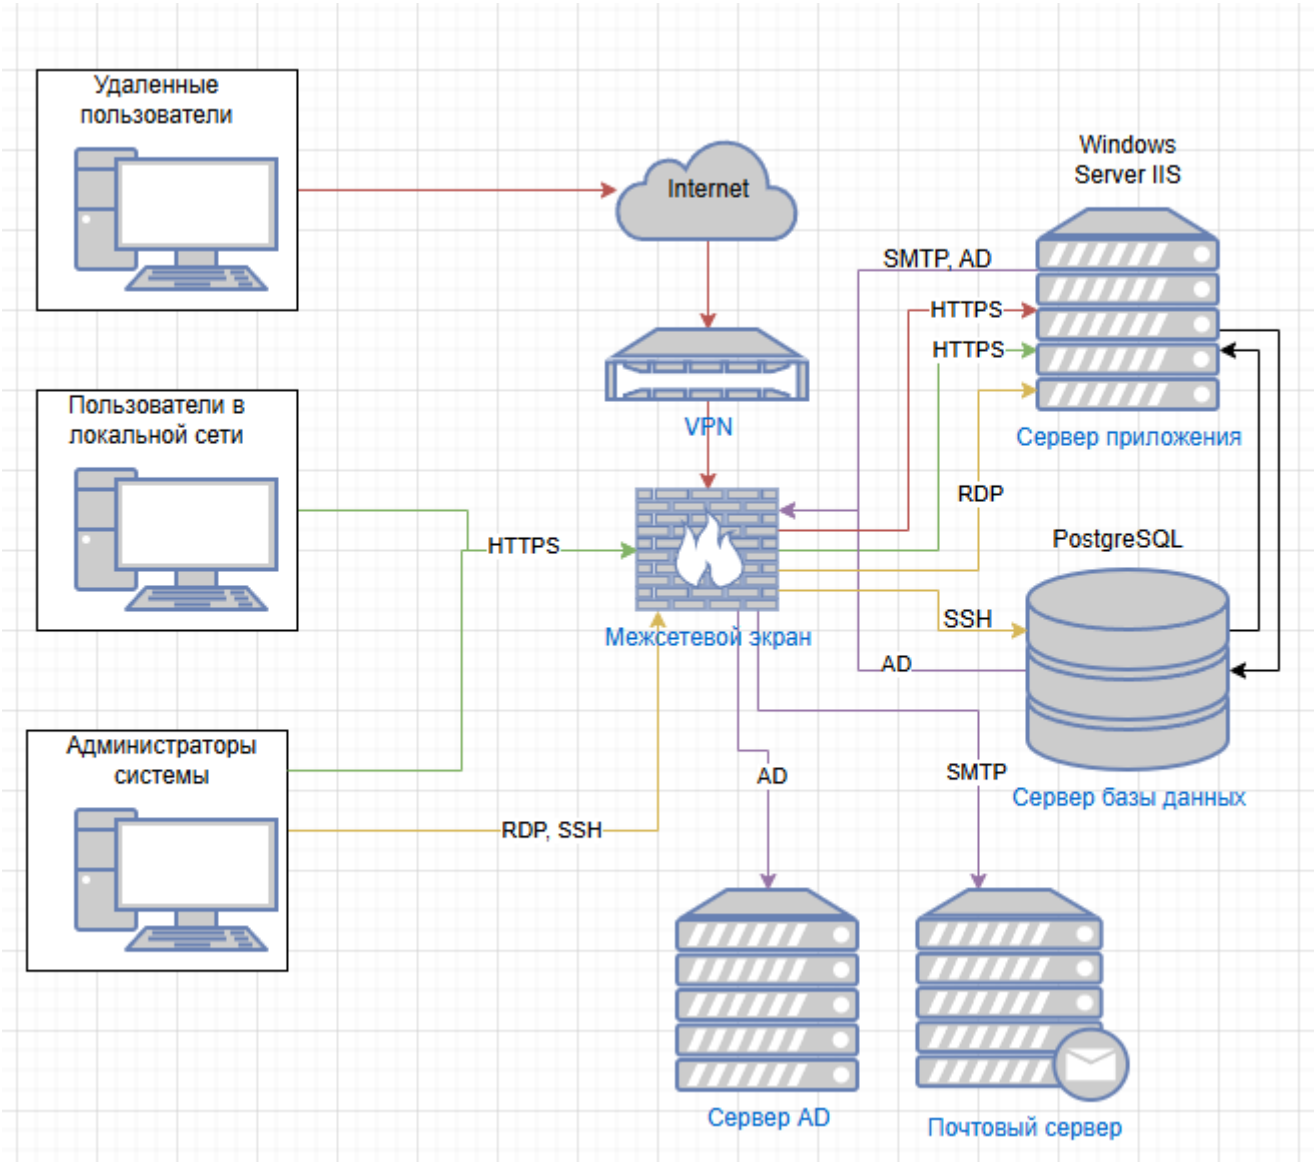 Удаленные
пользователи
Internet
Windows
Server IIS
SMTP, AD
HTTPS
HTTPS
VPN
Сервер приложения
Пользователи в
локальной сети
RDP
HTTPS
PostgreSQL
SSH
Межсетевой экран
AD
Администраторы
системы
AD
SMTP
Сервер базы данных
RDP, SSH
Сервер AD
Почтовый сервер